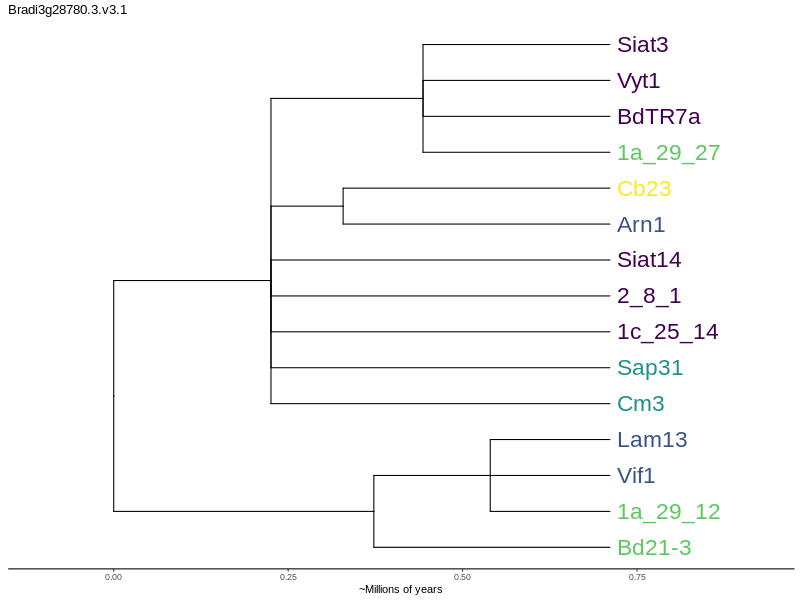 Bradi3g28780.3.v3.1
Siat3
Vyt1
BdTR7a
1a_29_27
Cb23
Arn1
Siat14
2_8_1
1c_25_14
Sap31
Cm3
Lam13
Vif1
1a_29_12
Bd21-3
0.00 0.25 0.50 0.75
~Millions of years